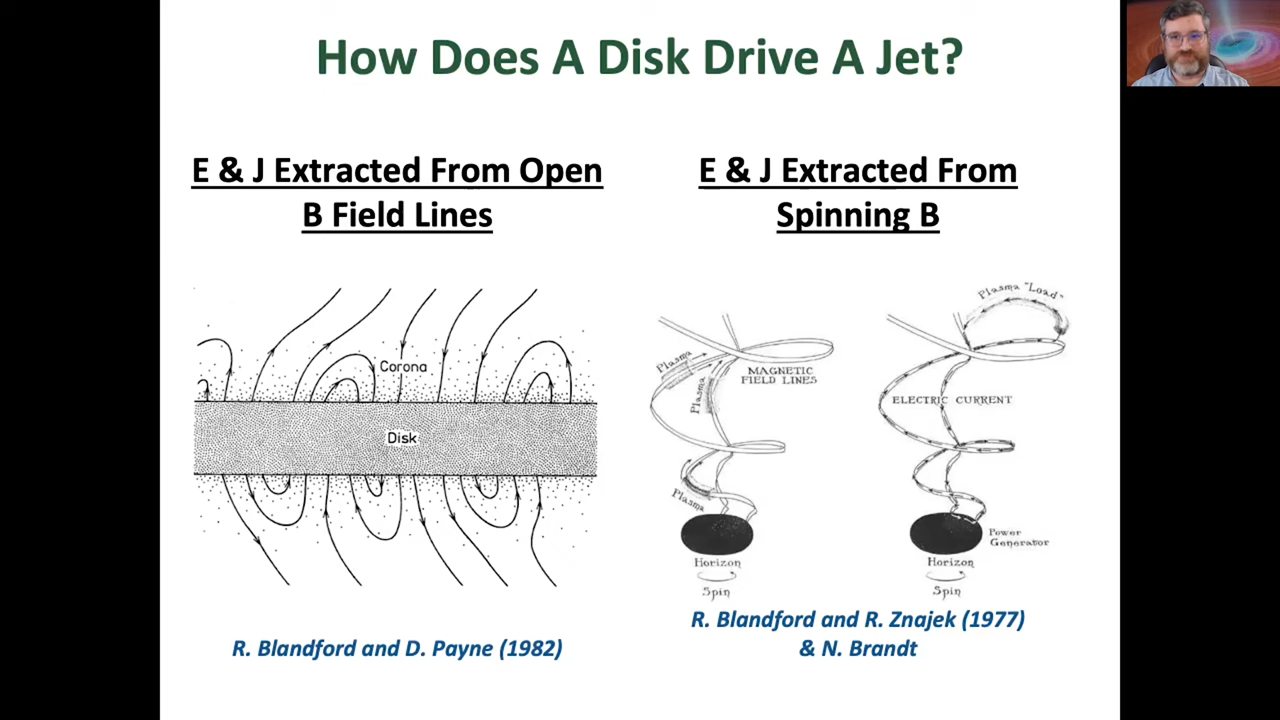 How Does A Disk Drive A Jet?
E & J Extracted From Open
B Field Lines
E & J Extracted From
Spinning B
Corona
Disk
R. Blandford and D. Payne (1982)
Plasma
Plasma
MAGNETIC
FIELD LINES
Plasma
Horizon
Spin
Plasma "Load"
ELECTRIC CURRENT
Power
Generator
Horizon
Spin
R. Blandford and R. Znajek (1977)
& N. Brandt